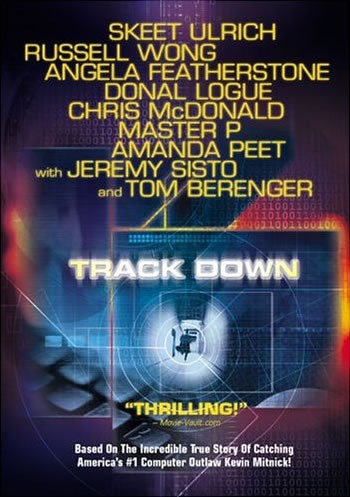 SKEET ULRICH
RUSSELL WONG
ANGELA FEATHERSTONE
DONAL LOGUE
CHRIS McDONALD
MASTER P
AMANDA PEET
with JEREMY SISTO
and TOM BERENGER
TRACK DOWN
“THRILLING!”
– Movie-Vault.com
Based On The Incredible True Story Of Catching
America's #1 Computer Outlaw Kevin Mitnick!